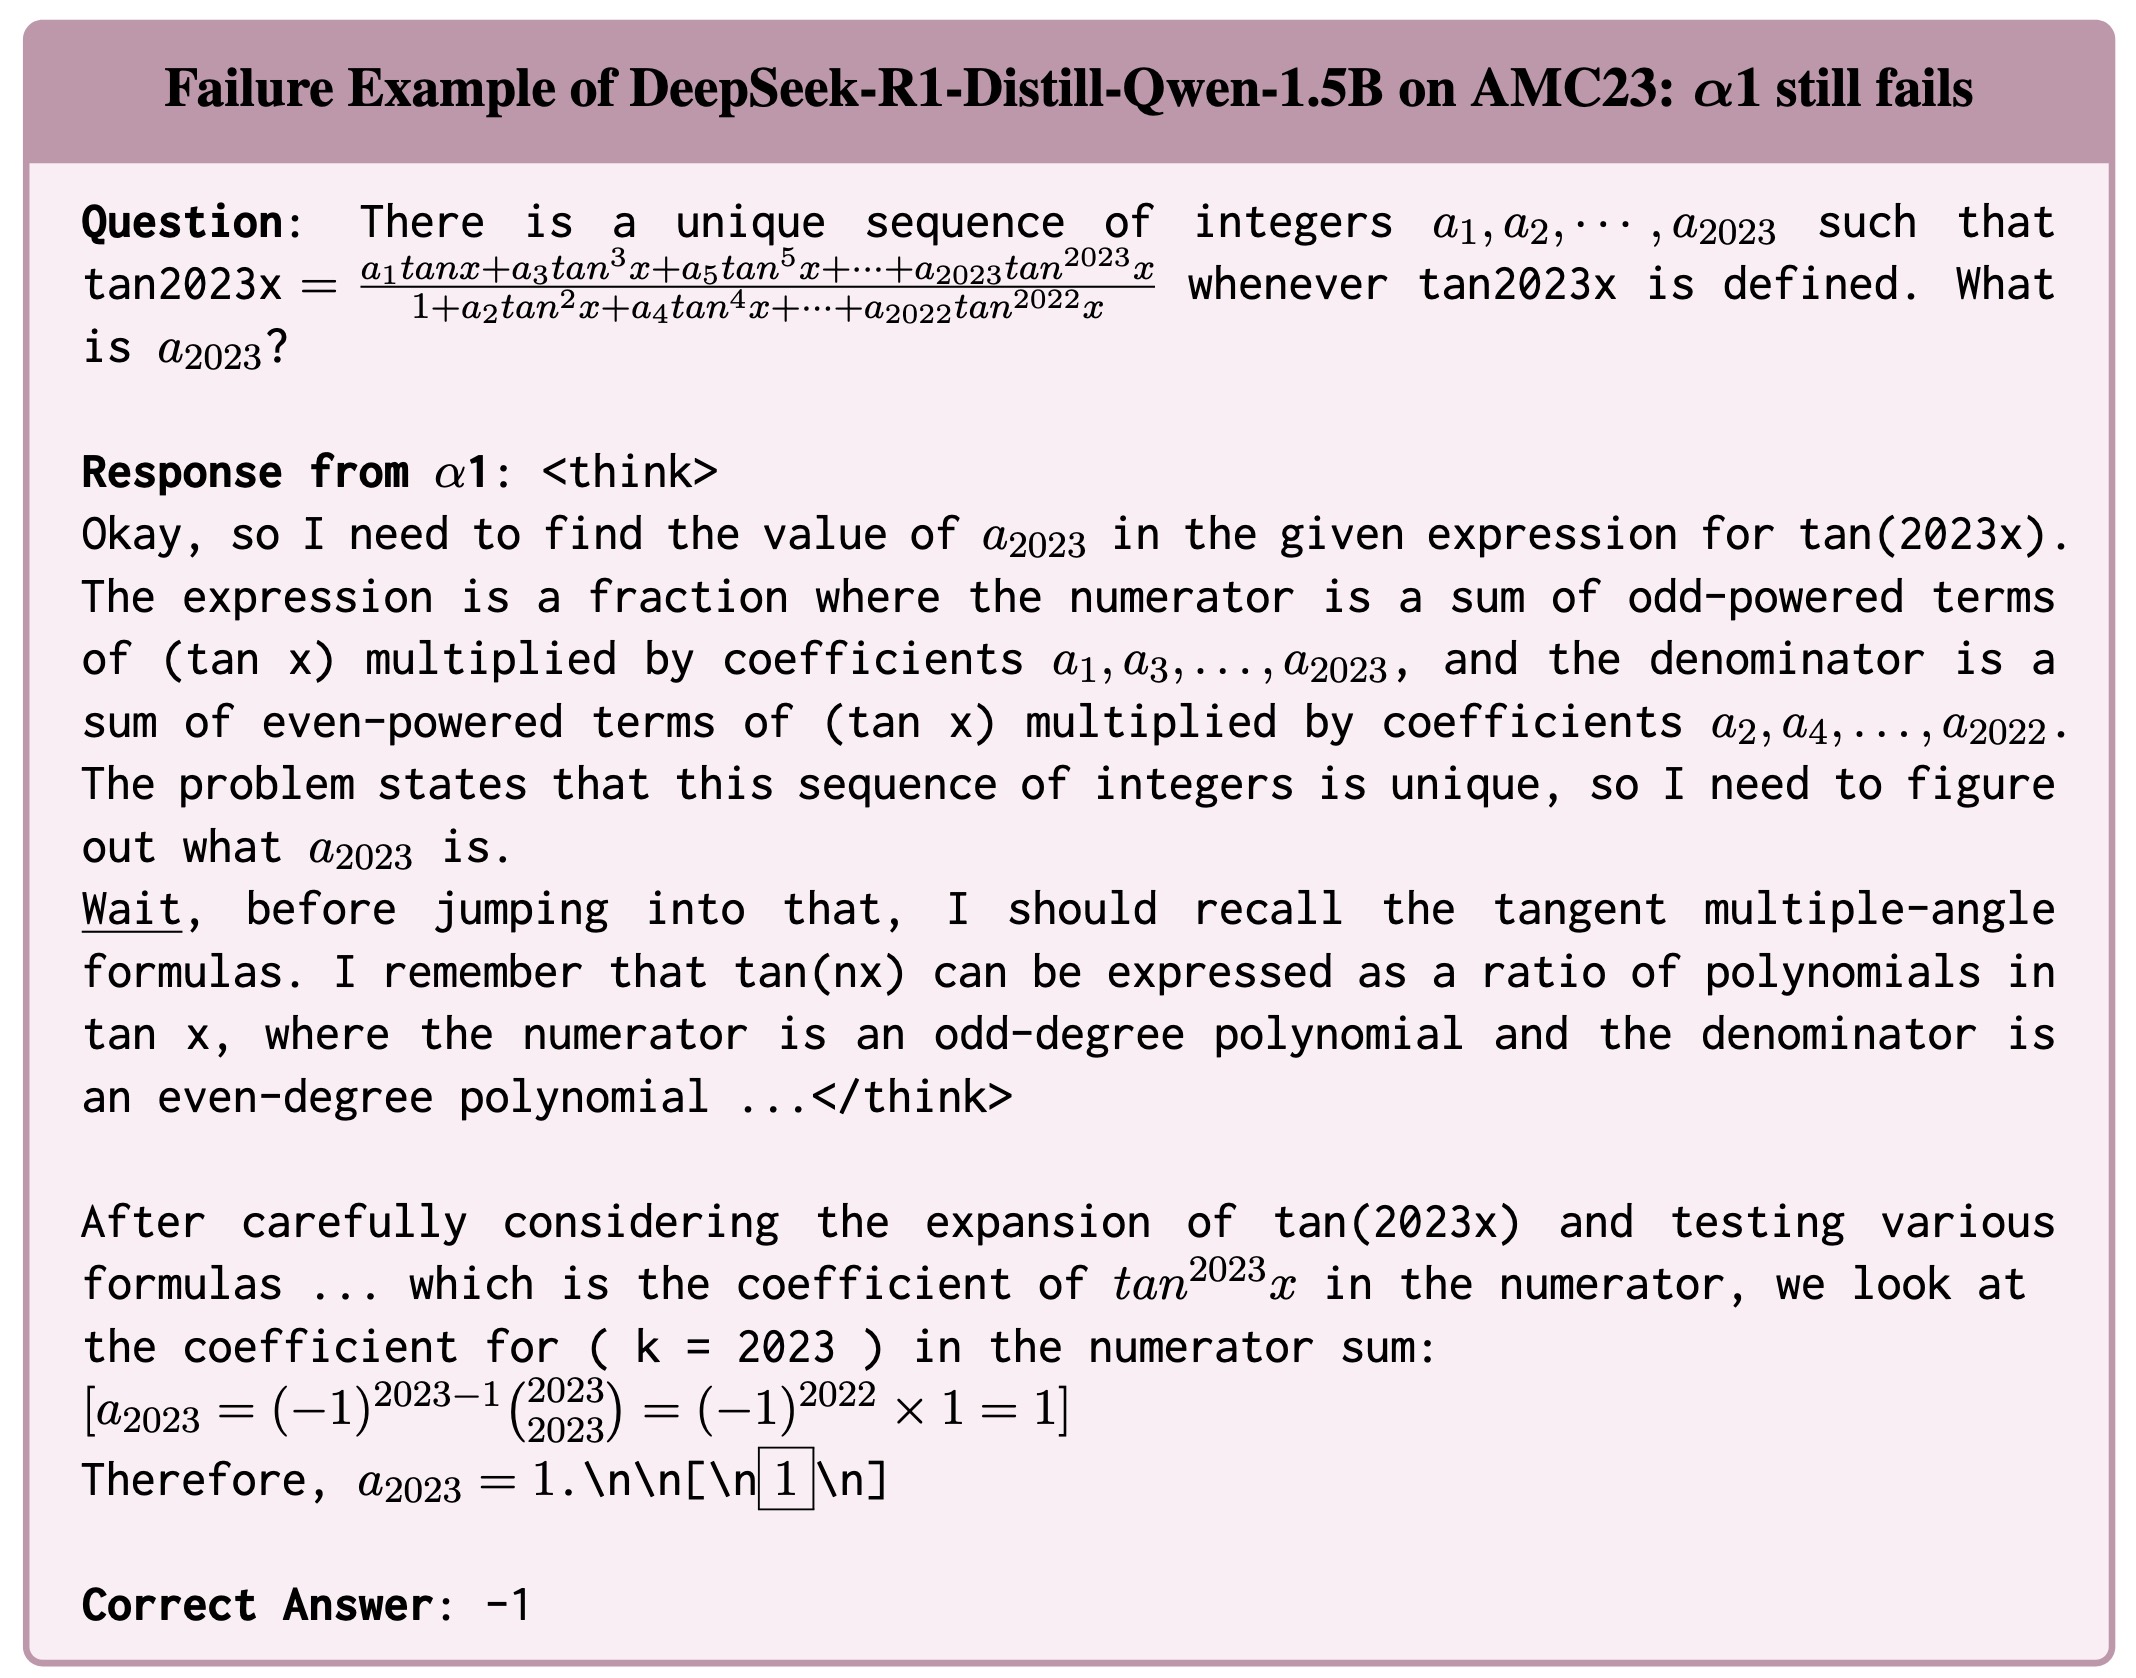 Failure Example of DeepSeek-R1-Distill-Qwen-1.5B on AMC23: α1 still fails
Question: There is a unique sequence of integers $a_1, a_2, \cdots, a_{2023}$ such that
tan2023x = $\frac{a_1 tanx+a_3 tan^3 x+a_5 tan^5 x+\cdots+a_{2023} tan^{2023} x}{1+a_2 tan^2 x+a_4 tan^4 x+\cdots+a_{2022} tan^{2022} x}$ whenever tan2023x is defined. What
is $a_{2023}$?
Response from α1: <think>
Okay, so I need to find the value of $a_{2023}$ in the given expression for tan(2023x).
The expression is a fraction where the numerator is a sum of odd-powered terms
of (tan x) multiplied by coefficients $a_1, a_3, \ldots, a_{2023}$, and the denominator is a
sum of even-powered terms of (tan x) multiplied by coefficients $a_2, a_4, \ldots, a_{2022}$.
The problem states that this sequence of integers is unique, so I need to figure
out what $a_{2023}$ is.
Wait, before jumping into that, I should recall the tangent multiple-angle
formulas. I remember that tan(nx) can be expressed as a ratio of polynomials in
tan x, where the numerator is an odd-degree polynomial and the denominator is
an even-degree polynomial ...</think>
After carefully considering the expansion of tan(2023x) and testing various
formulas ... which is the coefficient of $tan^{2023}x$ in the numerator, we look at
the coefficient for ( k = 2023 ) in the numerator sum:
$[a_{2023} = (-1)^{2023-1}\binom{2023}{2023} = (-1)^{2022} \times 1 = 1]$
Therefore, $a_{2023} = 1$.\n\n[\n$\boxed{1}$\n]
Correct Answer: -1